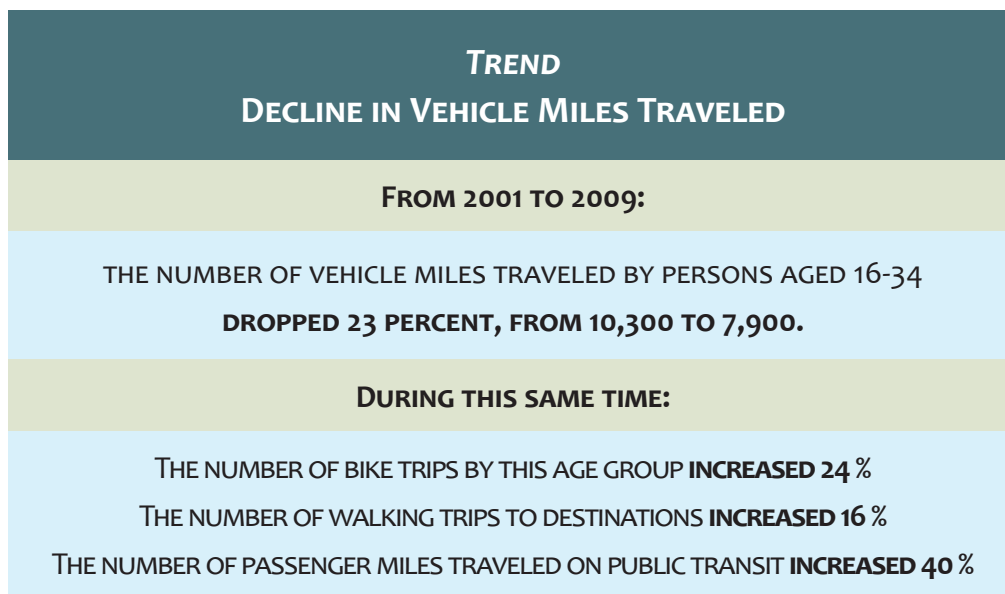 Trend
Decline in Vehicle Miles Traveled
From 2001 to 2009:
the number of vehicle miles traveled by persons aged 16-34
dropped 23 percent, from 10,300 to 7,900.
During this same time:
The number of bike trips by this age group increased 24 %
The number of walking trips to destinations increased 16 %
The number of passenger miles traveled on public transit increased 40 %